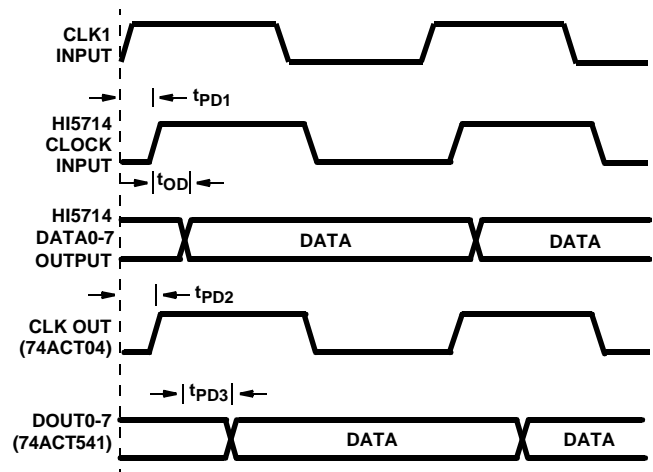 CLK1
INPUT
tPD1
HI5714
CLOCK
INPUT
tOD
HI5714
DATA0-7
OUTPUT
DATA
DATA
tPD2
CLK OUT
(74ACT04)
tPD3
DOUT0-7
(74ACT541)
DATA
DATA